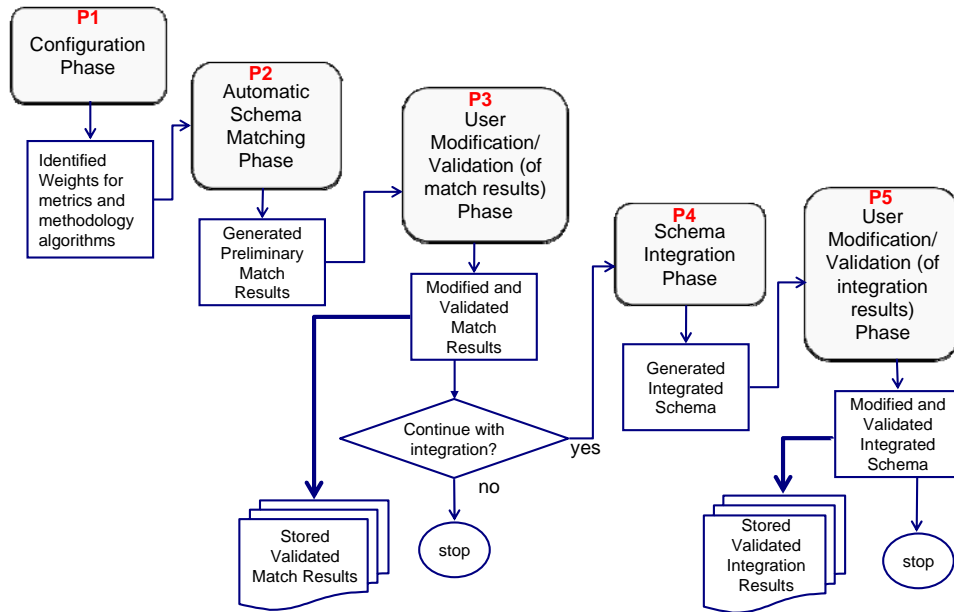 P1
Configuration
Phase
Identified
Weights for
metrics and
methodology
algorithms
P2
Automatic
Schema
Matching
Phase
Generated
Preliminary
Match
Results
P3
User
Modification/
Validation (of
match results)
Phase
Modified and
Validated
Match
Results
Continue with
integration?
yes
no
stop
Stored
Validated
Match Results
P4
Schema
Integration
Phase
Generated
Integrated
Schema
P5
User
Modification/
Validation (of
integration
results)
Phase
Modified and
Validated
Integrated
Schema
Stored
Validated
Integration
Results
stop